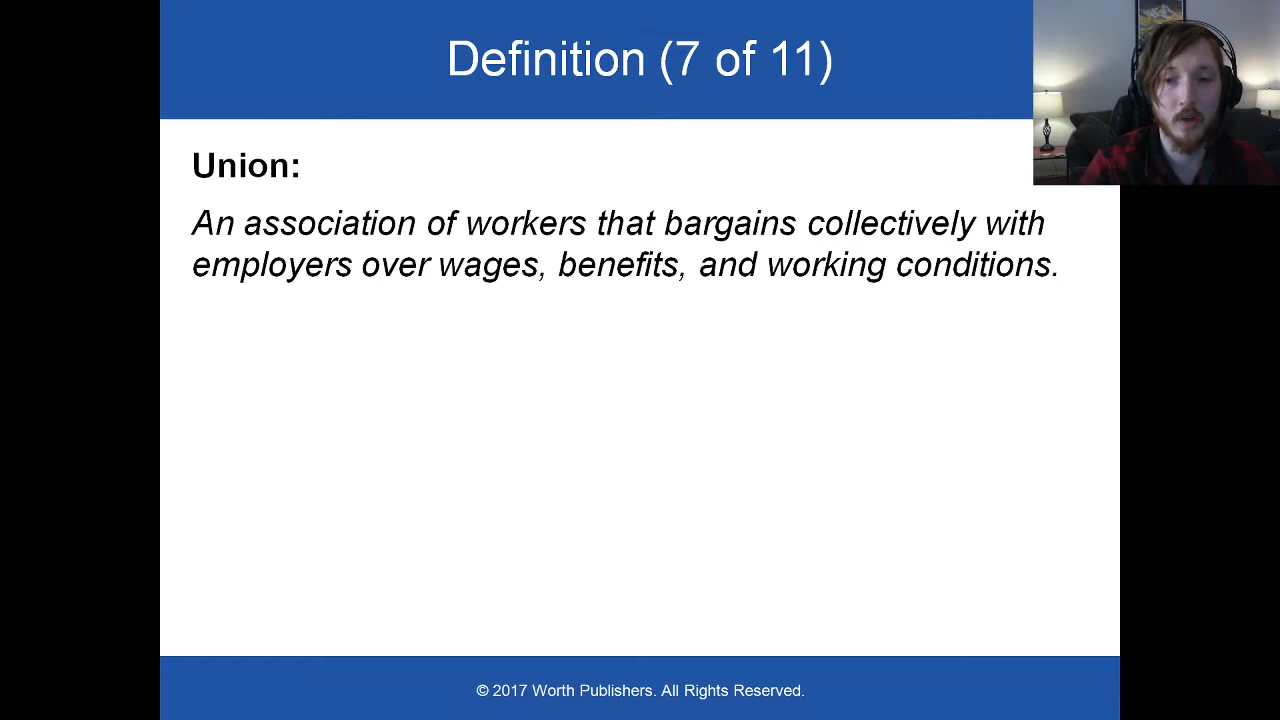 Definition (7 of 11)
Union:
An association of workers that bargains collectively with
employers over wages, benefits, and working conditions.
© 2017 Worth Publishers. All Rights Reserved.